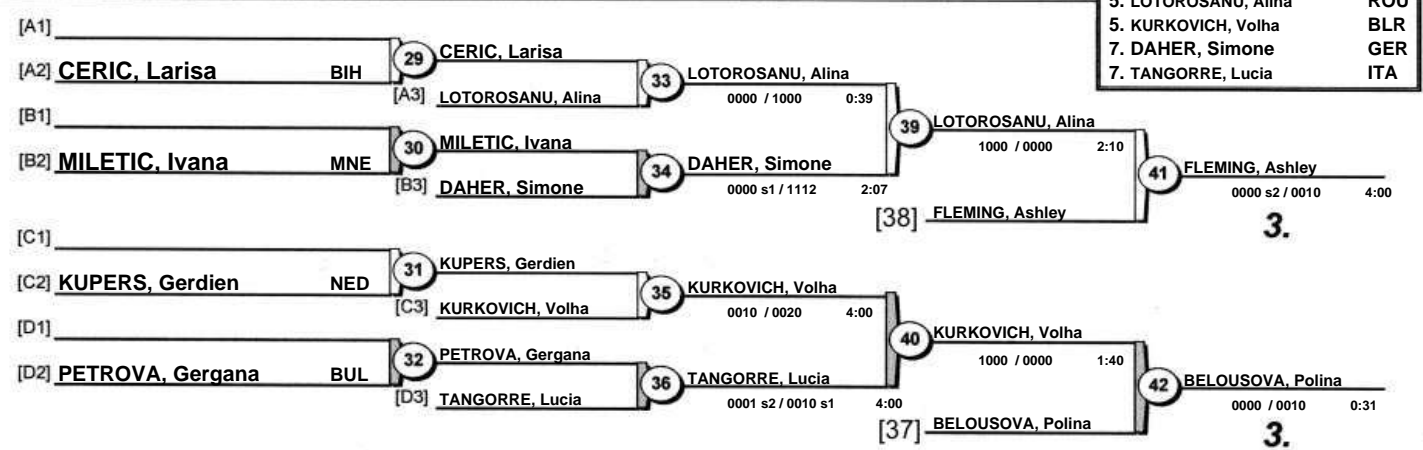 5. LOTOROSANU, Alina ROU
5. KURKOVICH, Volha BLR
7. DAHER, Simone GER
7. TANGORRE, Lucia ITA
[A1]
[A2] CERIC, Larisa BIH
29
CERIC, Larisa
[A3] LOTOROSANU, Alina
33
LOTOROSANU, Alina
0000 / 1000 0:39
[B1]
[B2] MILETIC, Ivana MNE
30
MILETIC, Ivana
[B3] DAHER, Simone
34
DAHER, Simone
0000 s1 / 1112 2:07
39
LOTOROSANU, Alina
1000 / 0000 2:10
[38] FLEMING, Ashley
41
FLEMING, Ashley
0000 s2 / 0010 4:00
3.
[C1]
[C2] KUPERS, Gerdien NED
31
KUPERS, Gerdien
[C3] KURKOVICH, Volha
35
KURKOVICH, Volha
0010 / 0020 4:00
[D1]
[D2] PETROVA, Gergana BUL
32
PETROVA, Gergana
[D3] TANGORRE, Lucia
36
TANGORRE, Lucia
0001 s2 / 0010 s1 4:00
40
KURKOVICH, Volha
1000 / 0000 1:40
[37] BELOUSOVA, Polina
42
BELOUSOVA, Polina
0000 / 0010 0:31
3.